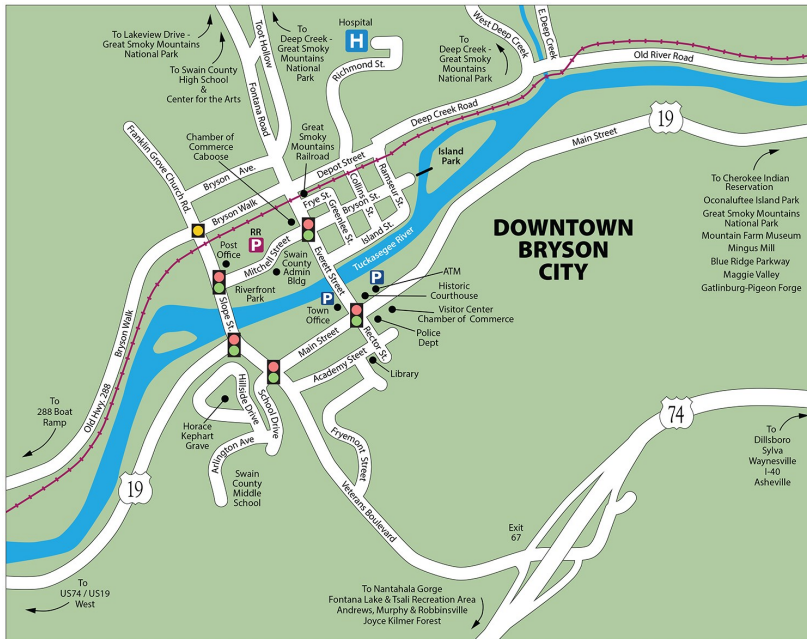 To Lakeview Drive -
Great Smoky Mountains
National Park
To Swain County
High School
&
Center for the Arts
Toot Hollow
Fontana Road
To
Deep Creek -
Great Smoky
Mountains
National
Park
Hospital
H
Richmond St.
To
Deep Creek -
Great Smoky
Mountains
National Park
West Deep Creek
E.Deep Creek
Old River Road
Deep Creek Road
19
Main Street
Franklin Grove Church Rd.
Chamber of
Commerce
Caboose
Great
Smoky
Mountains
Railroad
Depot Street
Island
Park
Bryson Ave.
Bryson Walk
Frye St.
Greenlee St.
Collins St.
Bryson St.
Ramseur St.
Island St.
To Cherokee Indian
Reservation
Oconaluftee Island Park
Great Smoky Mountains
National Park
Mountain Farm Museum
Mingus Mill
Blue Ridge Parkway
Maggie Valley
Gatlinburg-Pigeon Forge
DOWNTOWN
BRYSON
CITY
RR
P
Post
Office
Mitchell Street
Swain
County
Admin
Bldg
Everett Street
Tuckasegee River
Riverfront
Park
P
ATM
Historic
Courthouse
P
Town
Office
Visitor Center
Chamber of Commerce
Police
Dept
Slope St.
Main Street
Rector St.
Academy Steet
Library
Bryson Walk
Old Hwy. 288
To
288 Boat
Ramp
Hillside Drive
School Drive
Horace
Kephart
Grave
Arlington Ave
Swain
County
Middle
School
Fryemont Street
Veterans Boulevard
74
To
Dillsboro
Sylva
Waynesville
I-40
Asheville
19
Exit
67
To
US74 / US19
West
To Nantahala Gorge
Fontana Lake & Tsali Recreation Area
Andrews, Murphy & Robbinsville
Joyce Kilmer Forest